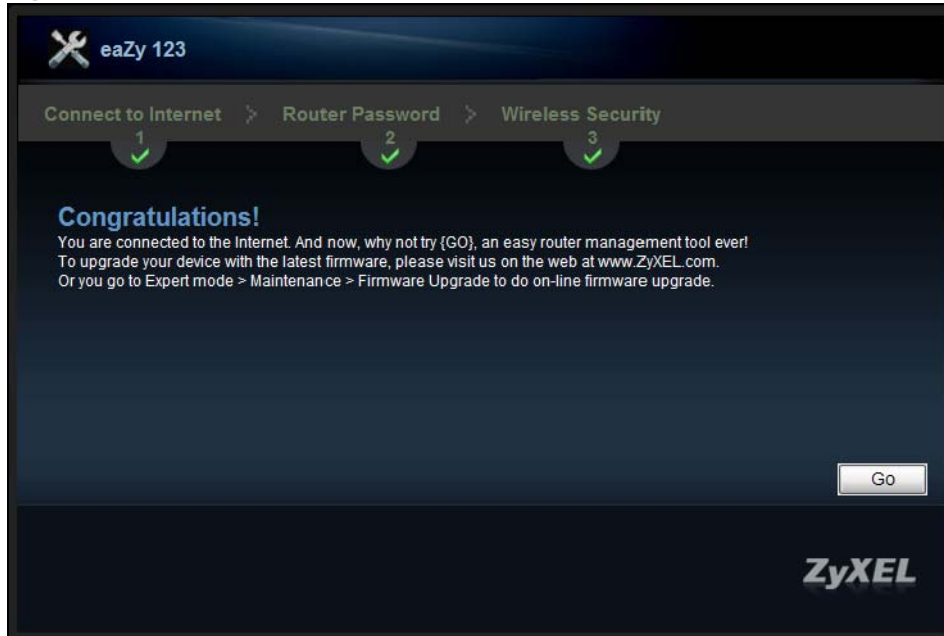 eaZy 123
Connect to Internet > Router Password > Wireless Security
1 2 3
Congratulations!
You are connected to the Internet. And now, why not try {GO}, an easy router management tool ever!
To upgrade your device with the latest firmware, please visit us on the web at www.ZyXEL.com.
Or you go to Expert mode > Maintenance > Firmware Upgrade to do on-line firmware upgrade.
Go
ZyXEL